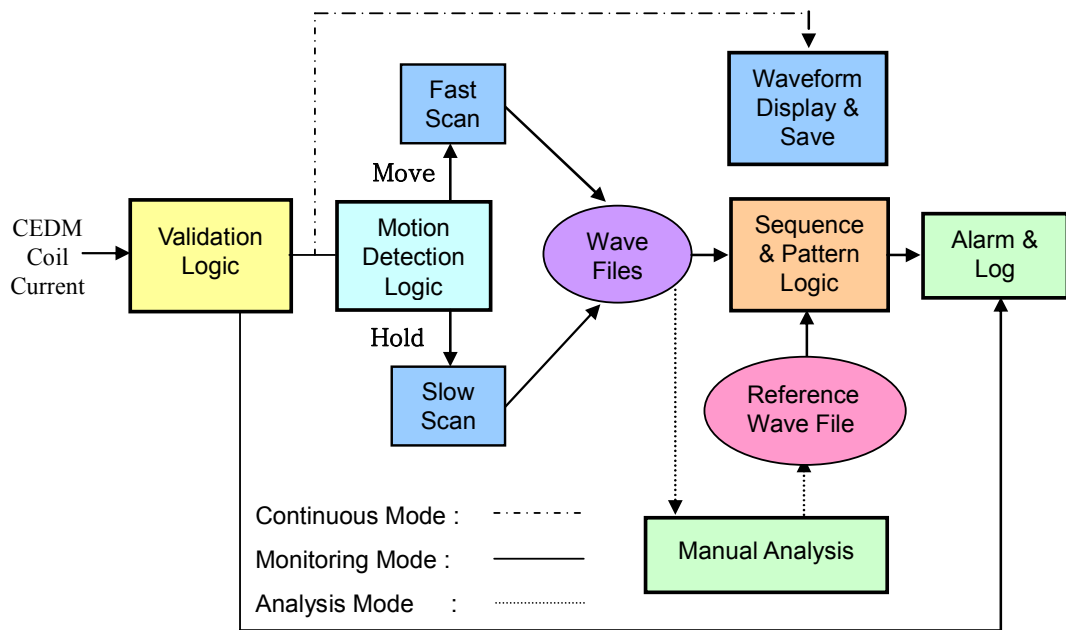 Waveform
Display &
Save
Fast
Scan
Move
CEDM
Coil
Current
Validation
Logic
Motion
Detection
Logic
Wave
Files
Sequence
& Pattern
Logic
Alarm &
Log
Hold
Slow
Scan
Reference
Wave File
Continuous Mode :
Monitoring Mode :
Analysis Mode :
Manual Analysis